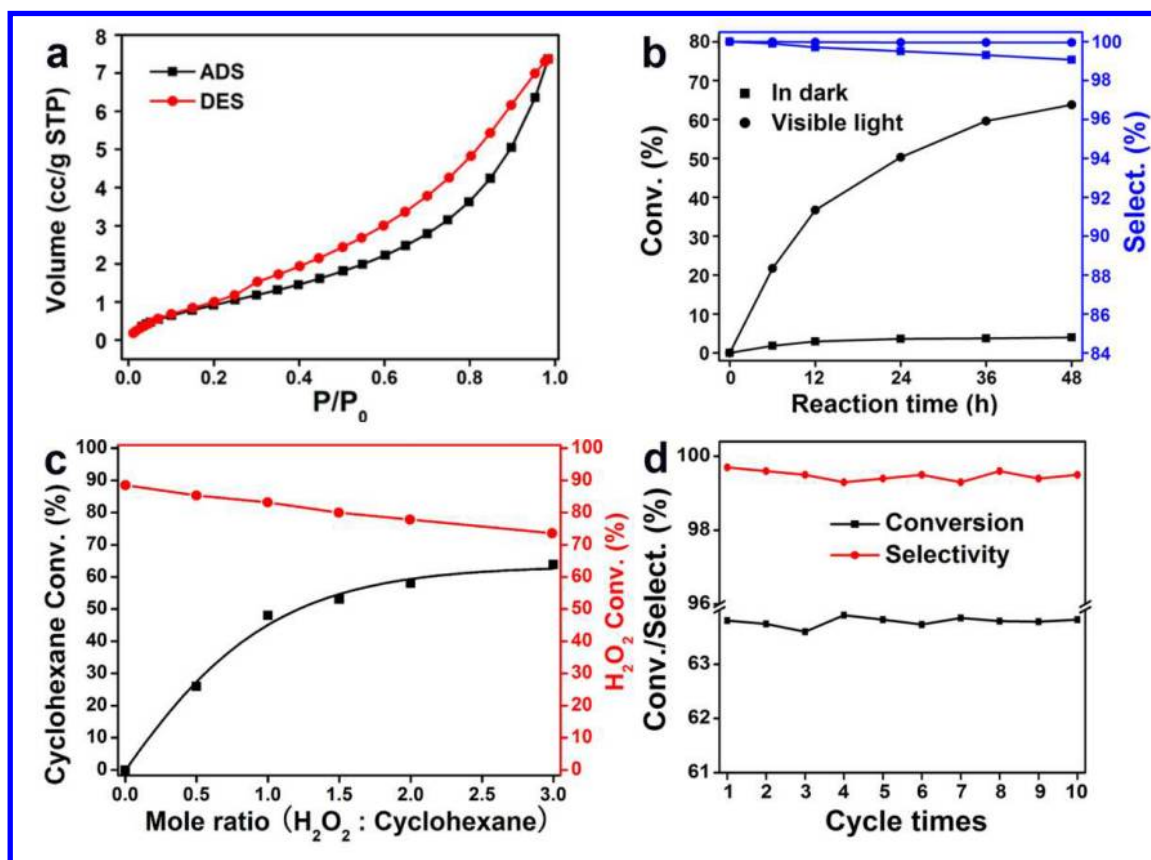 a
ADS
DES
Volume (cc/g STP)
8
7
6
5
4
3
2
1
0
0.0 0.2 0.4 0.6 0.8 1.0
P/P₀
b
In dark
Visible light
Conv. (%)
80
70
60
50
40
30
20
10
0
Select. (%)
100
98
96
94
92
90
88
86
84
0 12 24 36 48
Reaction time (h)
c
Cyclohexane Conv. (%)
100
90
80
70
60
50
40
30
20
10
0
H₂O₂ Conv. (%)
100
90
80
70
60
50
40
30
20
10
0
0.0 0.5 1.0 1.5 2.0 3.0
Mole ratio (H₂O₂ : Cyclohexane)
d
Conversion
Selectivity
Conv./Select. (%)
100
98
96
63
62
61
1 2 3 4 5 6 7 8 9 10
Cycle times